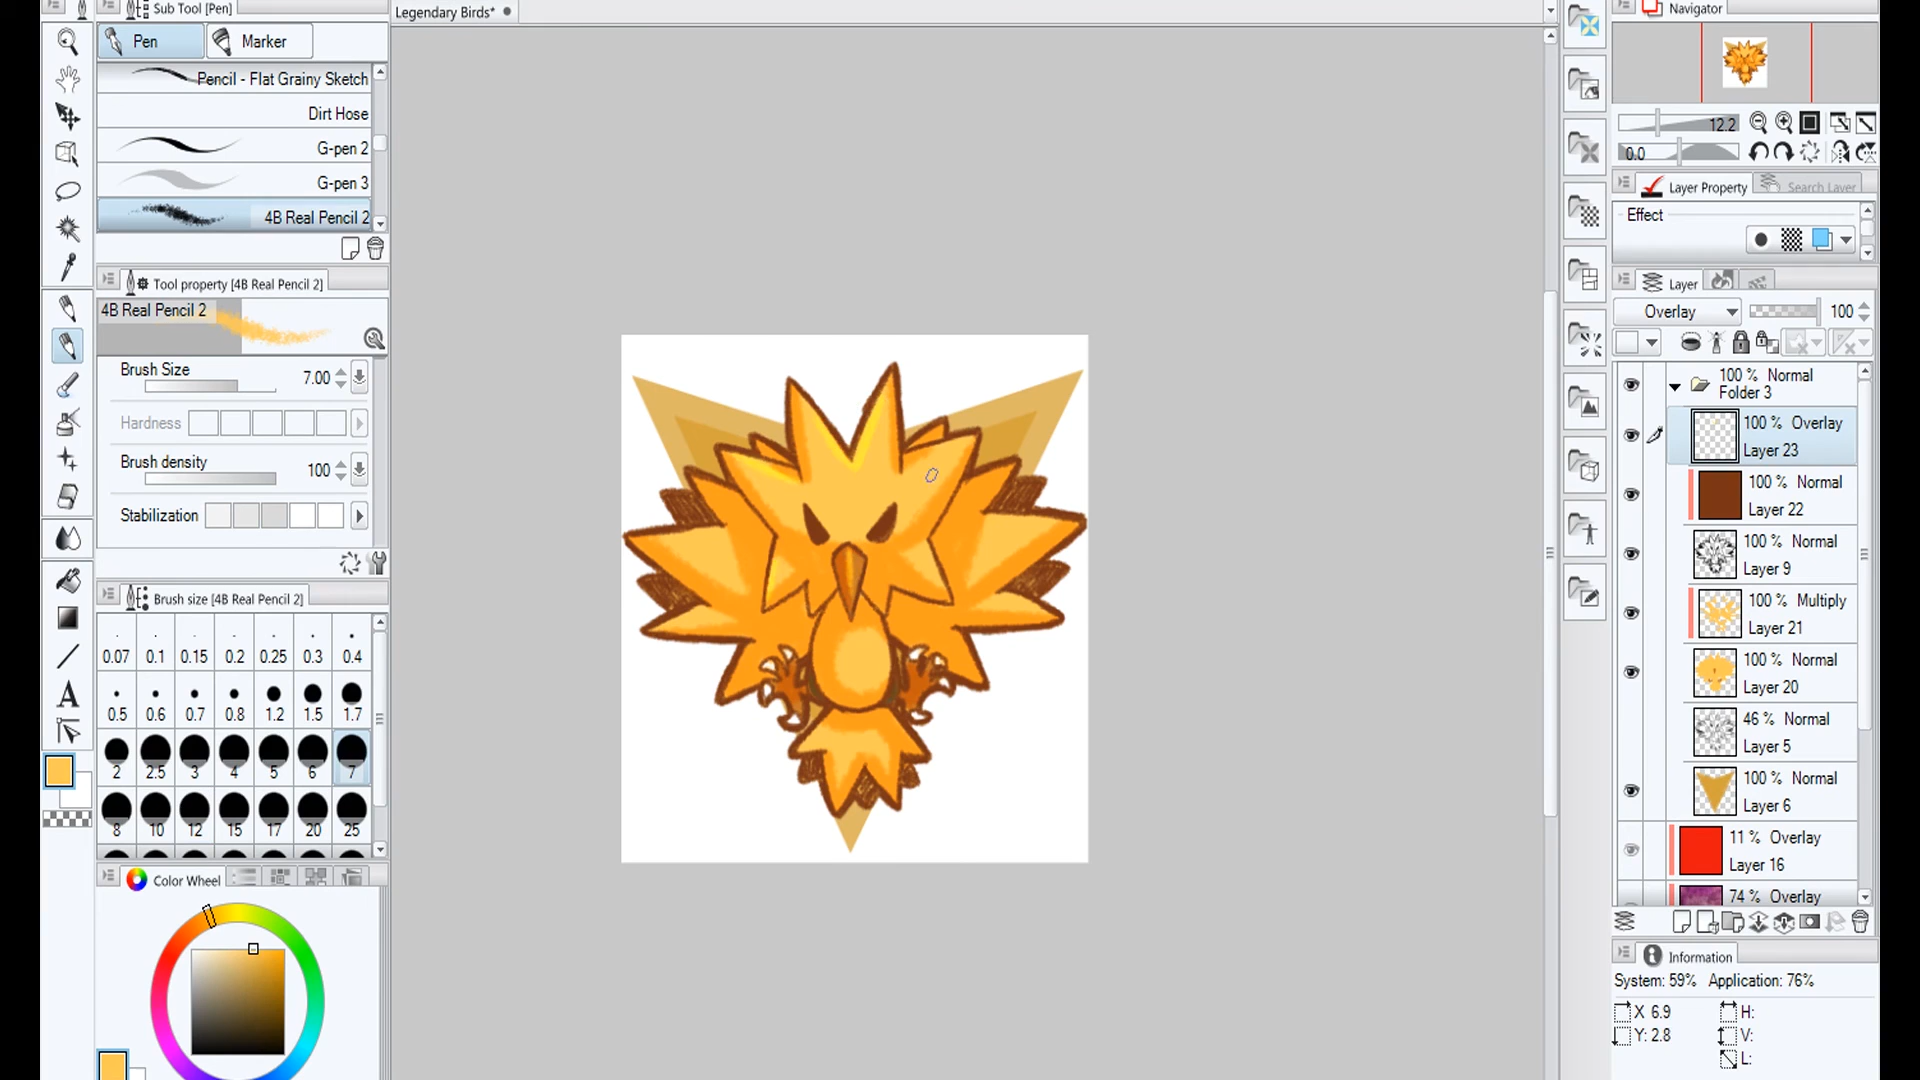 Sub Tool [Pen]
Pen
Marker
Pencil - Flat Grainy Sketch
Dirt Hose
G-pen 2
G-pen 3
4B Real Pencil 2
Tool property [4B Real Pencil 2]
4B Real Pencil 2
Brush Size 7.00
Hardness
Brush density 100
Stabilization
Brush size [4B Real Pencil 2]
0.07 0.1 0.15 0.2 0.25 0.3 0.4
0.5 0.6 0.7 0.8 1.2 1.5 1.7
2 2.5 3 4 5 6 7
8 10 12 15 17 20 25
Color Wheel
A
Legendary Birds*
Navigator
12.2
0.0
Layer Property
Search Layer
Effect
Layer
Overlay 100
100 % Normal
Folder 3
100 % Overlay
Layer 23
100 % Normal
Layer 22
100 % Normal
Layer 9
100 % Multiply
Layer 21
100 % Normal
Layer 20
46 % Normal
Layer 5
100 % Normal
Layer 6
11 % Overlay
Layer 16
74 % Overlay
Information
System: 59% Application: 76%
X 6.9 H:
Y: 2.8 V:
L: